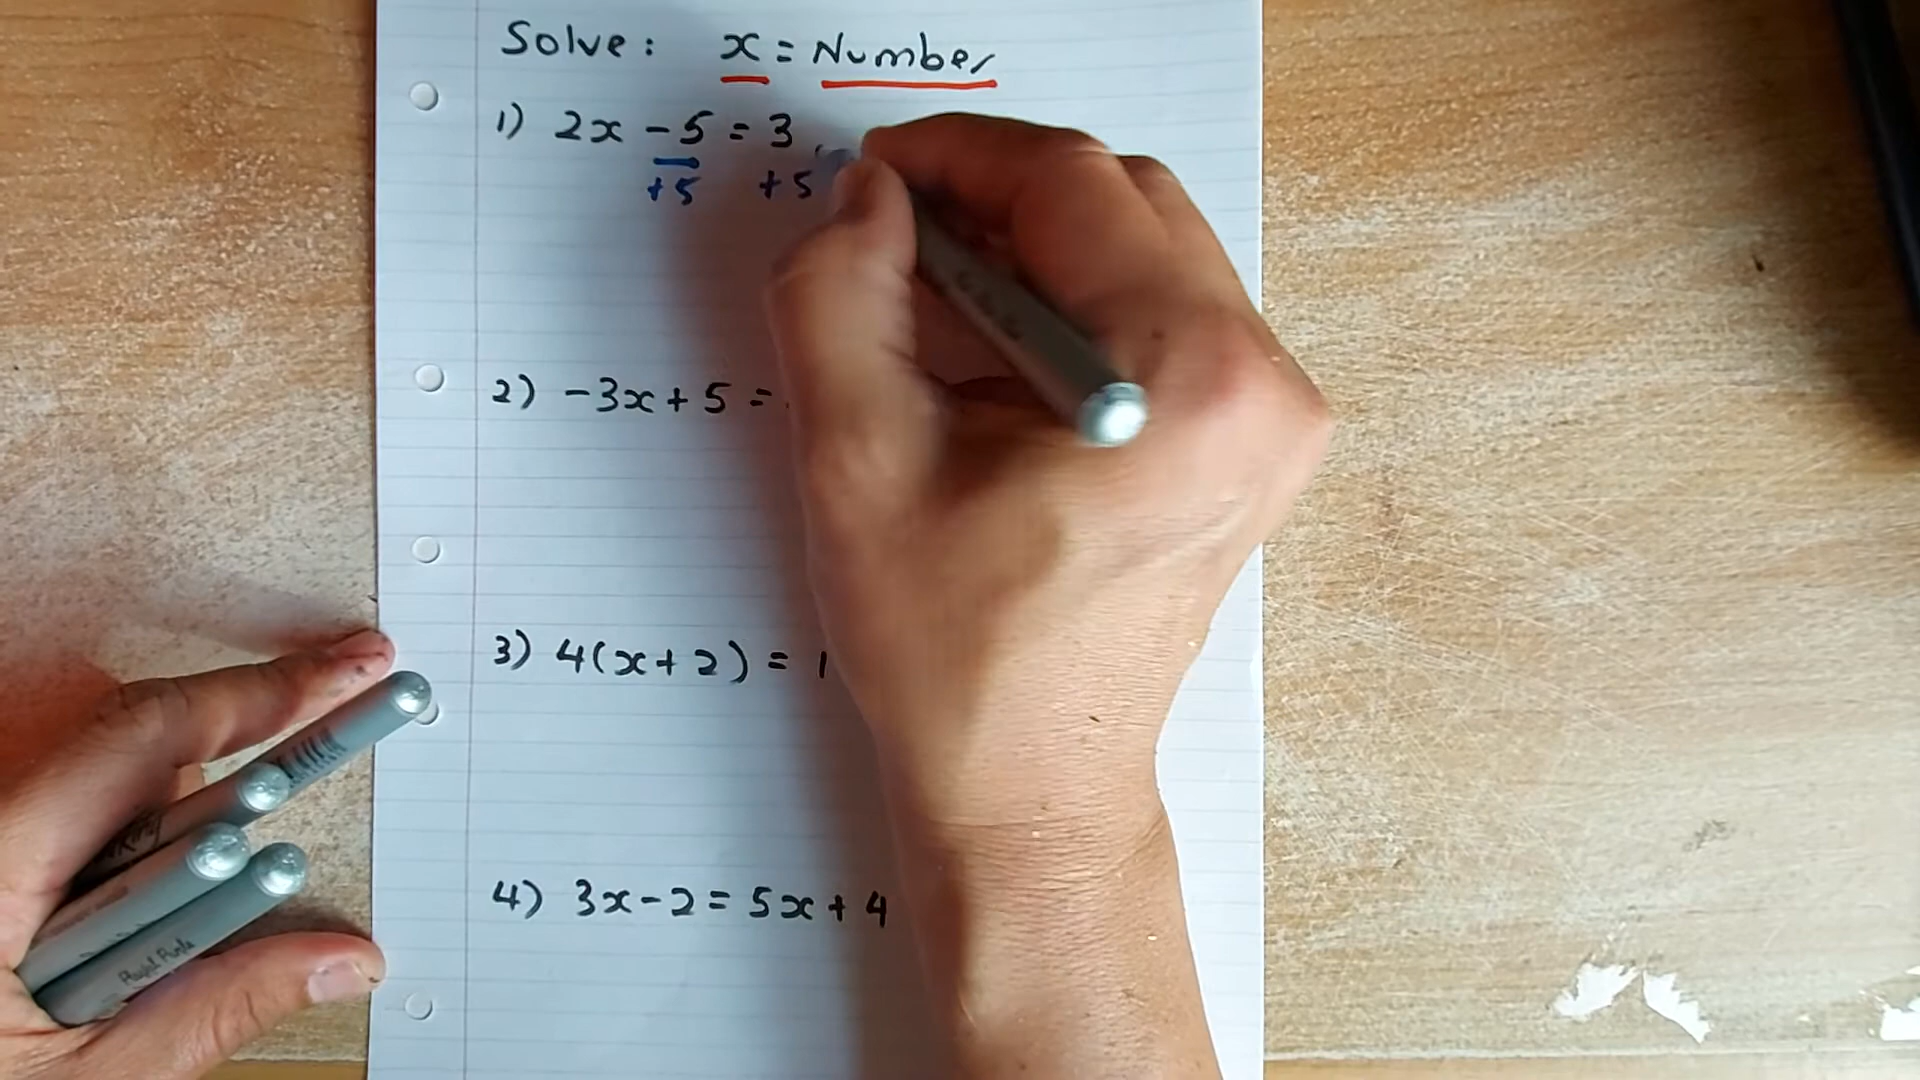 Solve: x = Number
1) 2x - 5 = 3
+5 +5
2) -3x + 5 =
3) 4(x + 2) = 1
4) 3x - 2 = 5x + 4